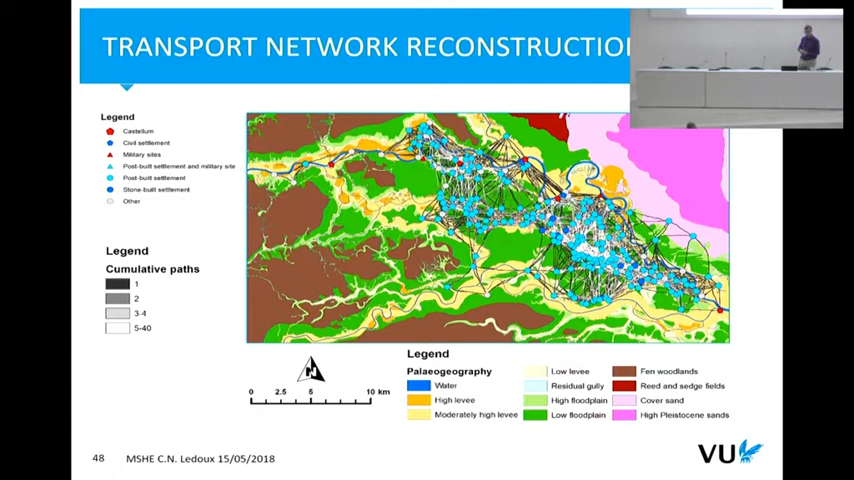 TRANSPORT NETWORK RECONSTRUCTION
Legend
Castellum
Civil settlement
Military sites
Post-built settlement and military site
Post-built settlement
Stone-built settlement
Other
Legend
Cumulative paths
1
2
3-4
5-40
N
0 2.5 5 10 km
Legend
Palaeogeography
Water
High levee
Moderately high levee
Low levee
Residual gully
High floodplain
Low floodplain
Fen woodlands
Reed and sedge fields
Cover sand
High Pleistocene sands
48 MSHE C.N. Ledoux 15/05/2018
VU